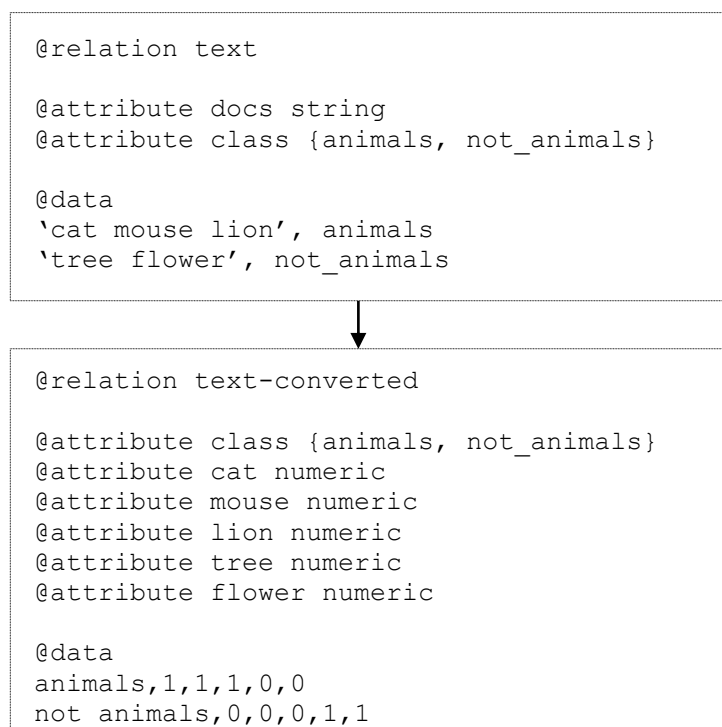 @relation text
@attribute docs string
@attribute class {animals, not_animals}
@data
‘cat mouse lion’, animals
‘tree flower’, not_animals
@relation text-converted
@attribute class {animals, not_animals}
@attribute cat numeric
@attribute mouse numeric
@attribute lion numeric
@attribute tree numeric
@attribute flower numeric
@data
animals,1,1,1,0,0
not animals,0,0,0,1,1